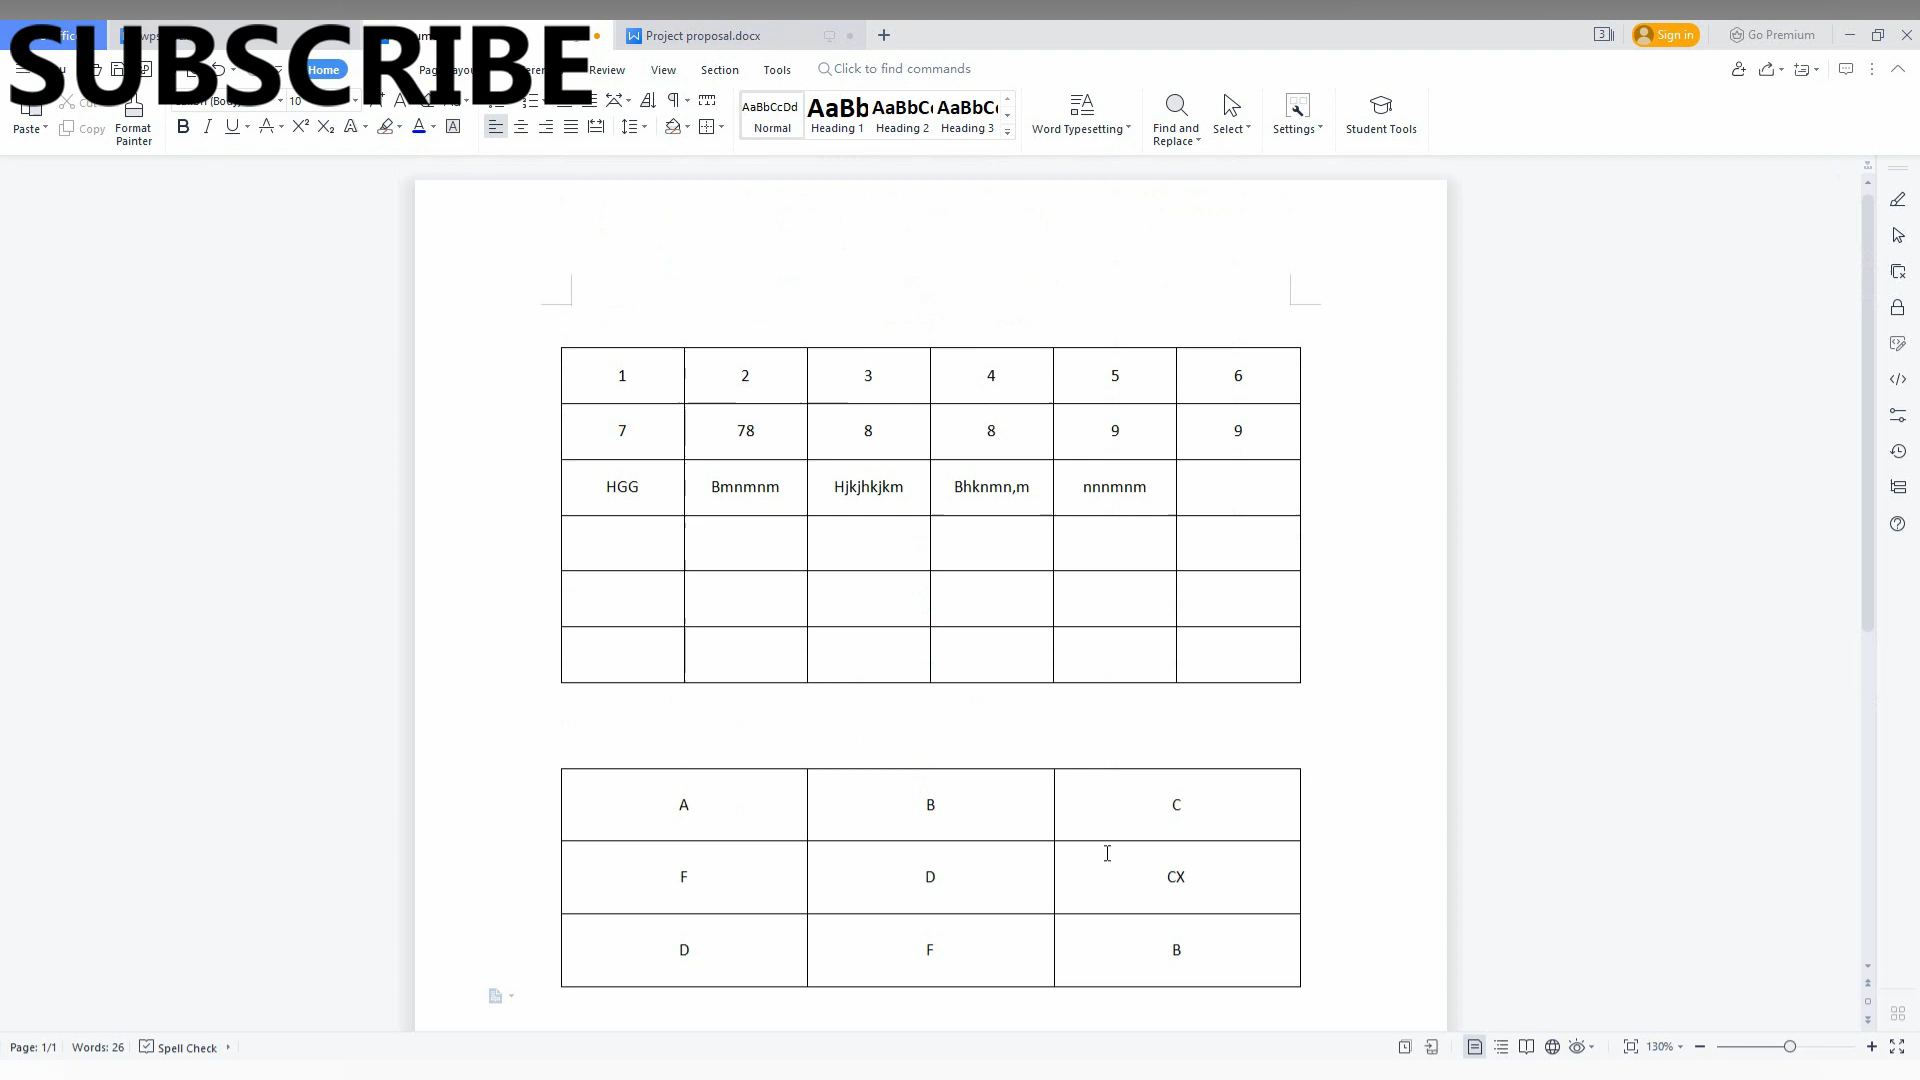 SUBSCRIBE
Project proposal.docx
3
Sign in
Go Premium
Home
Review
View
Section
Tools
Click to find commands
Paste
Copy
Format
Painter
10
AaBbCcDd
Normal
AaBb
Heading 1
AaBbC
Heading 2
AaBbC
Heading 3
Word Typesetting
Find and
Replace
Select
Settings
Student Tools
1 2 3 4 5 6
7 78 8 8 9 9
HGG Bmnmnm Hjkjhkjkm Bhknmn,m nnnmnm
A B C
F D CX
D F B
Page: 1/1 Words: 26 Spell Check 130%